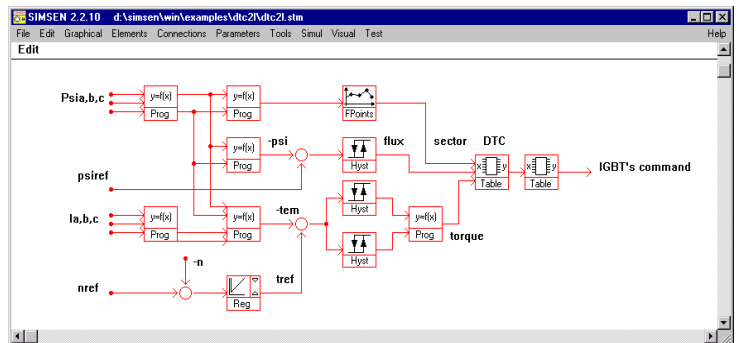 SIMSEN 2.2.10 d:\simsen\win\examples\dtc2l\dtc2l.stm
File Edit Graphical Elements Connections Parameters Tools Simul Visual Test Help
Edit
Psia,b,c
y=f(x)
Prog
y=f(x)
Prog
FPoints
y=f(x)
Prog
-psi
Hyst
flux
sector
DTC
x y
Table
x y
Table
IGBT's command
psiref
Ia,b,c
y=f(x)
Prog
y=f(x)
Prog
-tem
Hyst
Hyst
y=f(x)
Prog
torque
-n
nref
Reg
tref